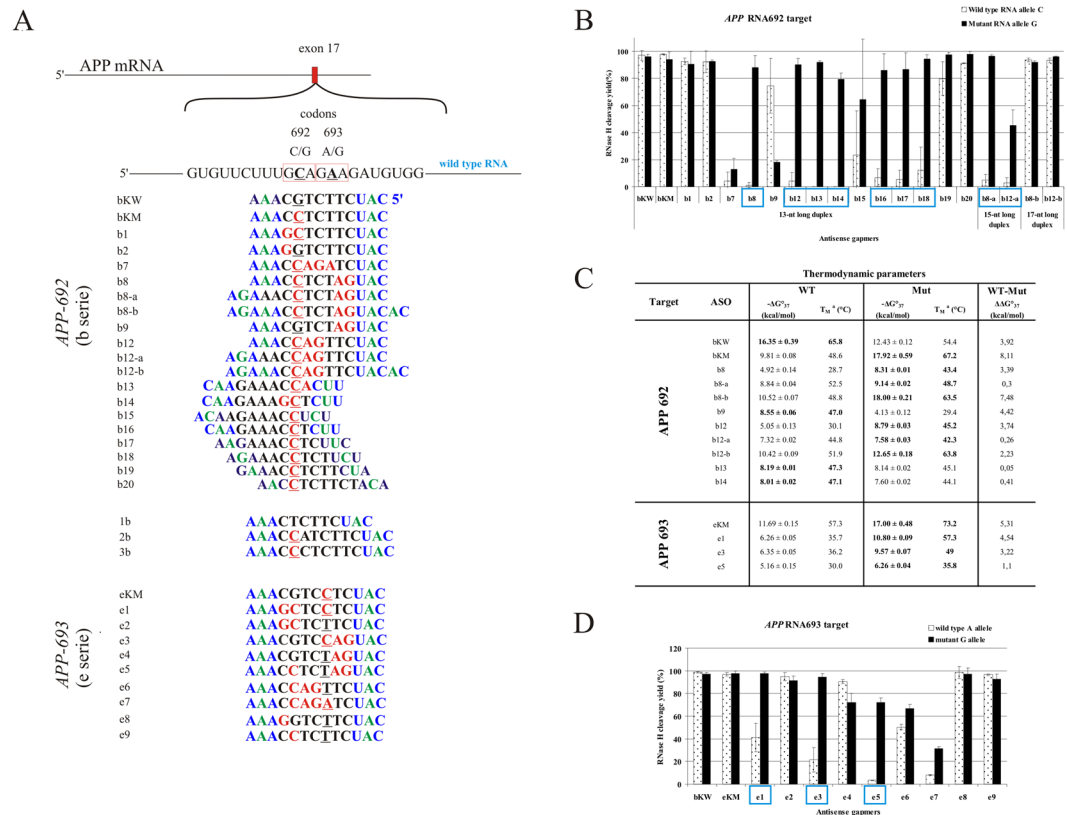 A
exon 17
APP mRNA
5'
codons
692 693
C/G A/G
wild type RNA
5' GUGUUCUUUGCAGAAGAUGUGG
APP-692
(b serie)
bKW AAACGTCTTCUAC 5'
bKM AAACCTCTTCUAC
b1 AAAGCTCTTCUAC
b2 AAAGGTCTTCUAC
b7 AAACCAGATCUAC
b8 AAACCTCTAGUAC
b8-a AGAAACCTCTAGUAC
b8-b AGAAACCTCTAGUACAC
b9 AAACGTCTAGUAC
b12 AAACCAGTTCUAC
b12-a AGAAACCAGTTCUAC
b12-b AGAAACCAGTTCUACAC
b13 CAAGAAACCACUU
b14 CAAGAAAGCTCUU
b15 ACAAGAAACCUCU
b16 CAAGAAACCTCUU
b17 AAGAAACCTCUUC
b18 AGAAACCTCTUCU
b19 GAAACCTCTTCUA
b20 AACCTCTTCTACA
1b AAACTCTTCUAC
2b AAACCATCTTCUAC
3b AAACCCTCTTCUAC
APP-693
(e serie)
eKM AAACGTCCTCUAC
e1 AAAGCTCCTCUAC
e2 AAAGCTCTTCUAC
e3 AAACGTCCAGUAC
e4 AAACGTCTAGUAC
e5 AAACCTCTAGUAC
e6 AAACCAGTTCUAC
e7 AAACCAGATCUAC
e8 AAAGGTCTTCUAC
e9 AAACCTCTTCUAC
B
APP RNA692 target
Wild type RNA allele C
Mutant RNA allele G
RNase H cleavage yield(%)
100
80
60
40
20
0
bKW bKM b1 b2 b7 b8 b9 b12 b13 b14 b15 b16 b17 b18 b19 b20 b8-a b12-a b8-b b12-b
13-nt long duplex 15-nt long duplex 17-nt long duplex
Antisense gapmers
C
Thermodynamic parameters
Target ASO WT Mut WT-Mut
-ΔG°37 (kcal/mol) TM a (°C) -ΔG°37 (kcal/mol) TM a (°C) ΔΔG°37 (kcal/mol)
APP 692
bKW 16.35 ± 0.39 65.8 12.43 ± 0.12 54.4 3,92
bKM 9.81 ± 0.08 48.6 17.92 ± 0.59 67.2 8,11
b8 4.92 ± 0.14 28.7 8.31 ± 0.01 43.4 3,39
b8-a 8.84 ± 0.04 52.5 9.14 ± 0.02 48.7 0,3
b8-b 10.52 ± 0.07 48.8 18.00 ± 0.21 63.5 7,48
b9 8.55 ± 0.06 47.0 4.13 ± 0.12 29.4 4,42
b12 5.05 ± 0.13 30.1 8.79 ± 0.03 45.2 3,74
b12-a 7.32 ± 0.02 44.8 7.58 ± 0.03 42.3 0,26
b12-b 10.42 ± 0.09 51.9 12.65 ± 0.18 63.8 2,23
b13 8.19 ± 0.01 47.3 8.14 ± 0.02 45.1 0,05
b14 8.01 ± 0.02 47.1 7.60 ± 0.02 44.1 0,41
APP 693
eKM 11.69 ± 0.15 57.3 17.00 ± 0.48 73.2 5,31
e1 6.26 ± 0.05 35.7 10.80 ± 0.09 57.3 4,54
e3 6.35 ± 0.05 36.2 9.57 ± 0.07 49 3,22
e5 5.16 ± 0.15 30.0 6.26 ± 0.04 35.8 1,1
D
APP RNA693 target
wild type A allele
mutant G allele
RNase H cleavage yield (%)
120
100
80
60
40
20
0
bKW eKM e1 e2 e3 e4 e5 e6 e7 e8 e9
Antisense gapmers